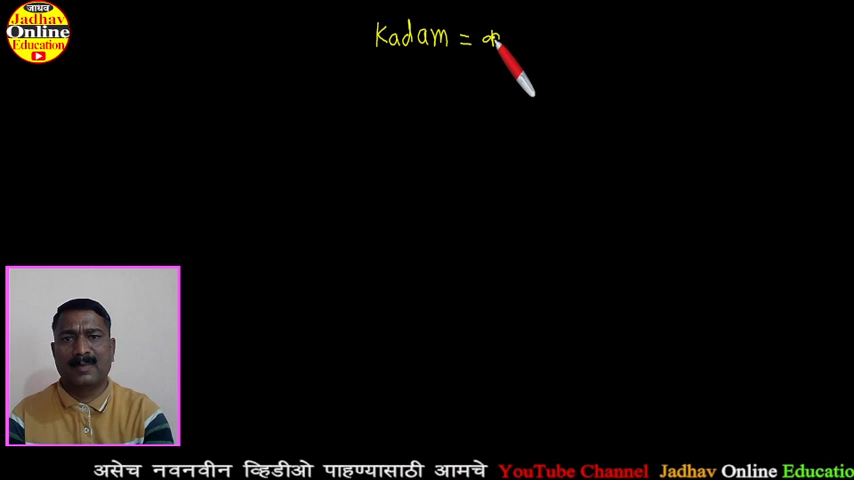 जाधव
Jadhav
Online
Education
Kadam = क
असेच नवनवीन व्हिडीओ पाहण्यासाठी आमचे YouTube Channel Jadhav Online Educatio